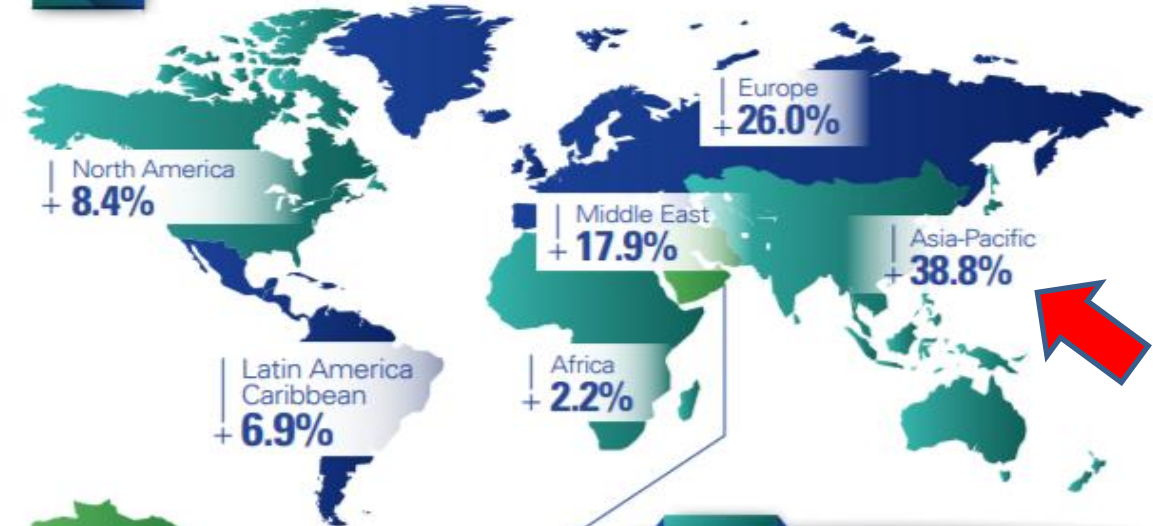 Europe
+ 26.0%
North America
+ 8.4%
Middle East
+ 17.9%
Asia-Pacific
+ 38.8%
Latin America
Caribbean
+ 6.9%
Africa
+ 2.2%